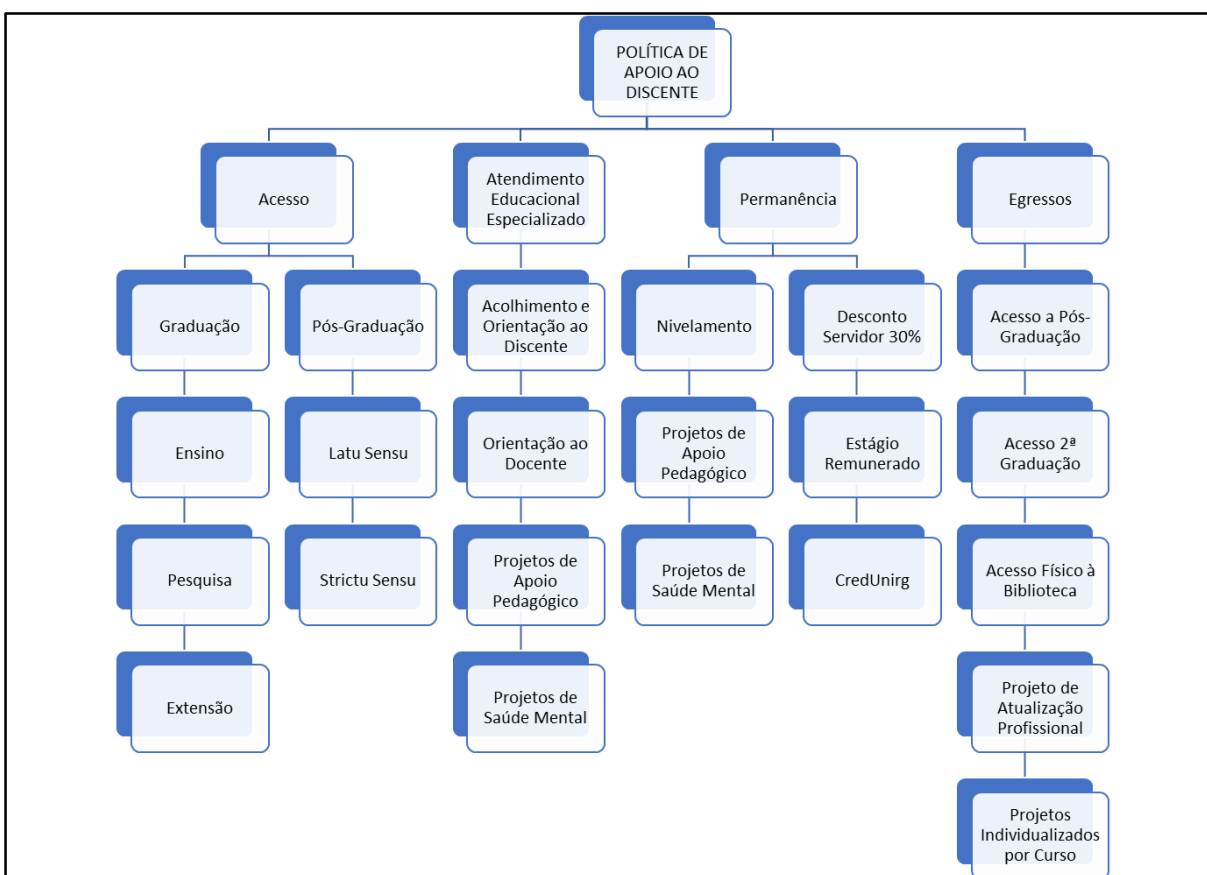 POLÍTICA DE
APOIO AO
DISCENTE
Acesso
Atendimento
Educacional
Especializado
Permanência
Egressos
Graduação
Pós-Graduação
Acolhimento e
Orientação ao
Discente
Nivelamento
Desconto
Servidor 30%
Acesso a Pós-
Graduação
Ensino
Latu Sensu
Orientação ao
Docente
Projetos de
Apoio
Pedagógico
Estágio
Remunerado
Acesso 2ª
Graduação
Pesquisa
Strictu Sensu
Projetos de
Apoio
Pedagógico
Projetos de
Saúde Mental
CredUnirg
Acesso Físico à
Biblioteca
Extensão
Projetos de
Saúde Mental
Projeto de
Atualização
Profissional
Projetos
Individualizados
por Curso